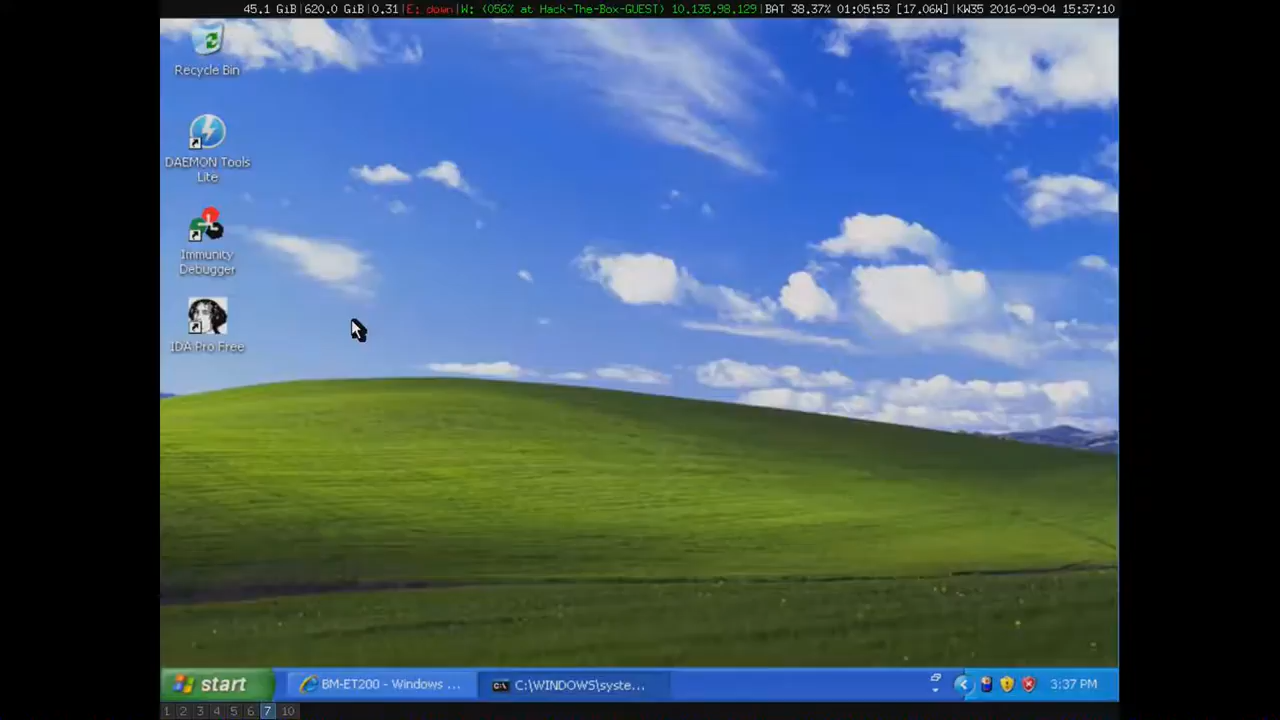 45.1 GiB|620.0 GiB|0.31|E: down|W: (056% at Hack-The-Box-GUEST) 10.135.98.129|BAT 38.37% 01:05:53 [17.06W]|KW35 2016-09-04 15:37:10
Recycle Bin
DAEMON Tools
Lite
Immunity
Debugger
IDA Pro Free
start
BM-ET200 - Windows ...
C:\WINDOWS\syste...
3:37 PM
1 2 3 4 5 6 7 10